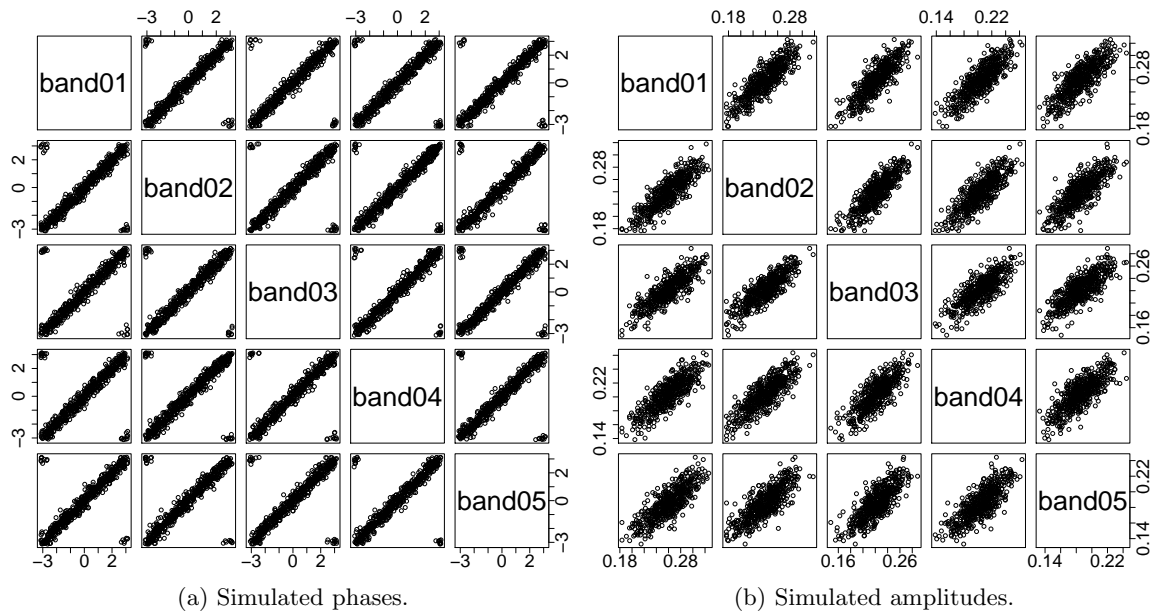 −3 0 2 0.18 0.28 0.14 0.22
band01 2 0 −3 band01 0.28 0.18
2 0 −3 band02 0.28 0.18 band02
band03 2 0 −3 band03 0.26 0.16
2 0 −3 band04 0.22 0.14 band04
band05 2 0 −3 band05 0.22 0.14
−3 0 2 −3 0 2 −3 0 2 0.18 0.28 0.16 0.26 0.14 0.22
(a) Simulated phases. (b) Simulated amplitudes.